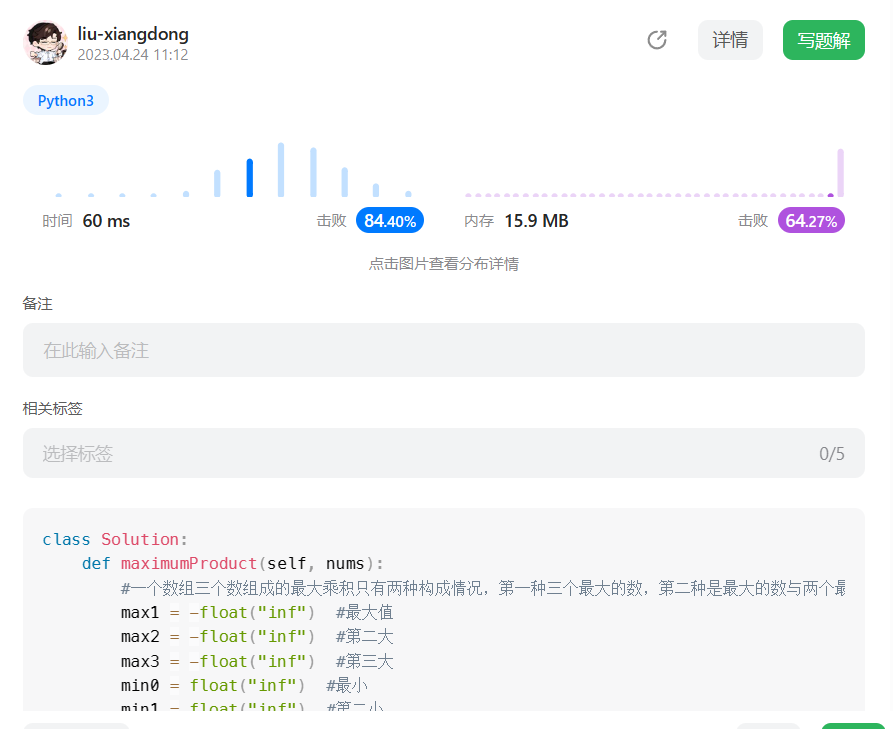 liu-xiangdong
2023.04.24 11:12
详情
写题解
Python3
时间 60 ms 击败 84.40%
内存 15.9 MB 击败 64.27%
点击图片查看分布详情
备注
在此输入备注
相关标签
选择标签 0/5
class Solution:
def maximumProduct(self, nums):
#一个数组三个数组成的最大乘积只有两种构成情况，第一种三个最大的数，第二种是最大的数与两个最
max1 = -float("inf") #最大值
max2 = -float("inf") #第二大
max3 = -float("inf") #第三大
min0 = float("inf") #最小
min1 = float("inf") #第二小